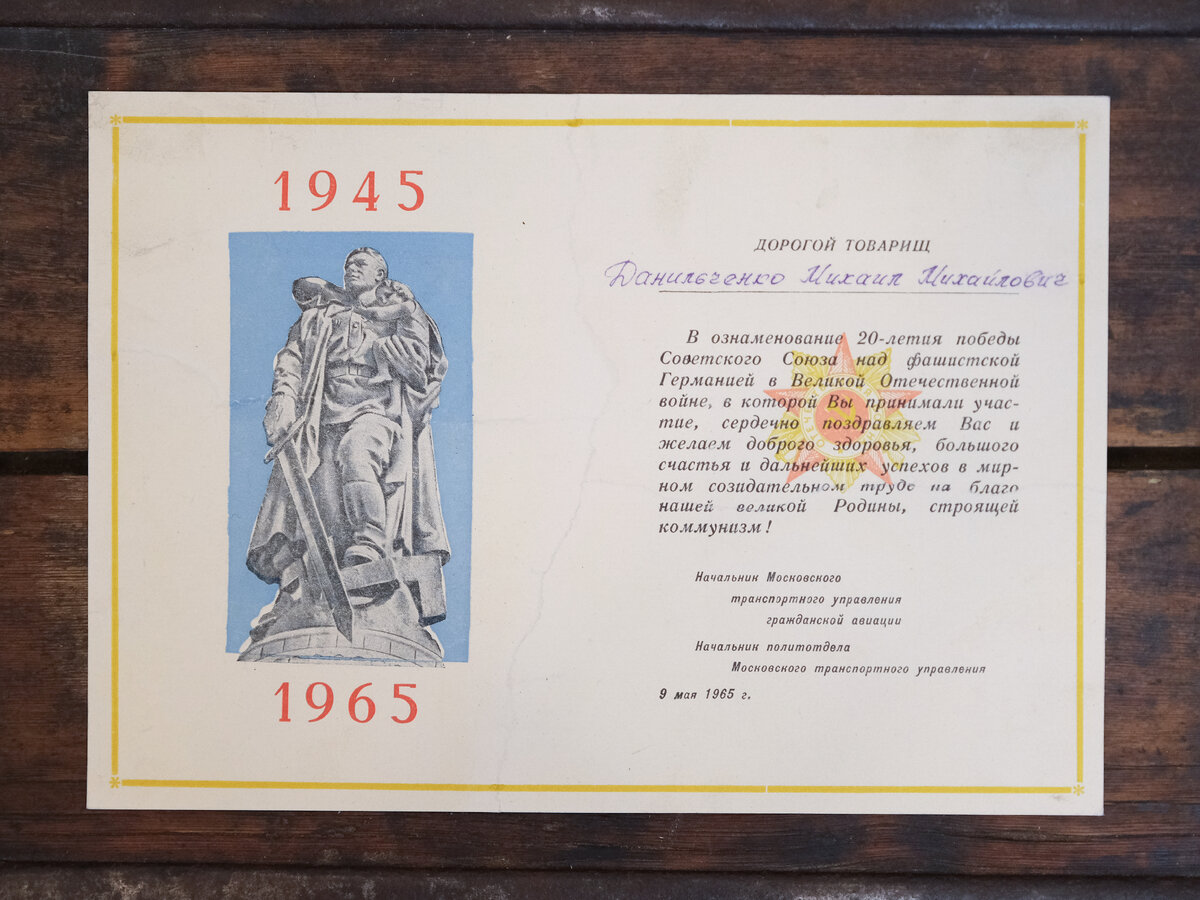 1945
1965
ДОРОГОЙ ТОВАРИЩ
Данильченко Михаил Михайлович
В ознаменование 20-летия победы
Советского Союза над фашистской
Германией в Великой Отечественной
войне, в которой Вы принимали учас-
тие, сердечно поздравляем Вас и
желаем доброго здоровья, большого
счастья и дальнейших успехов в мир-
ном созидательном труде на благо
нашей великой Родины, строящей
коммунизм!
Начальник Московского
транспортного управления
гражданской авиации
Начальник политотдела
Московского транспортного управления
9 мая 1965 г.